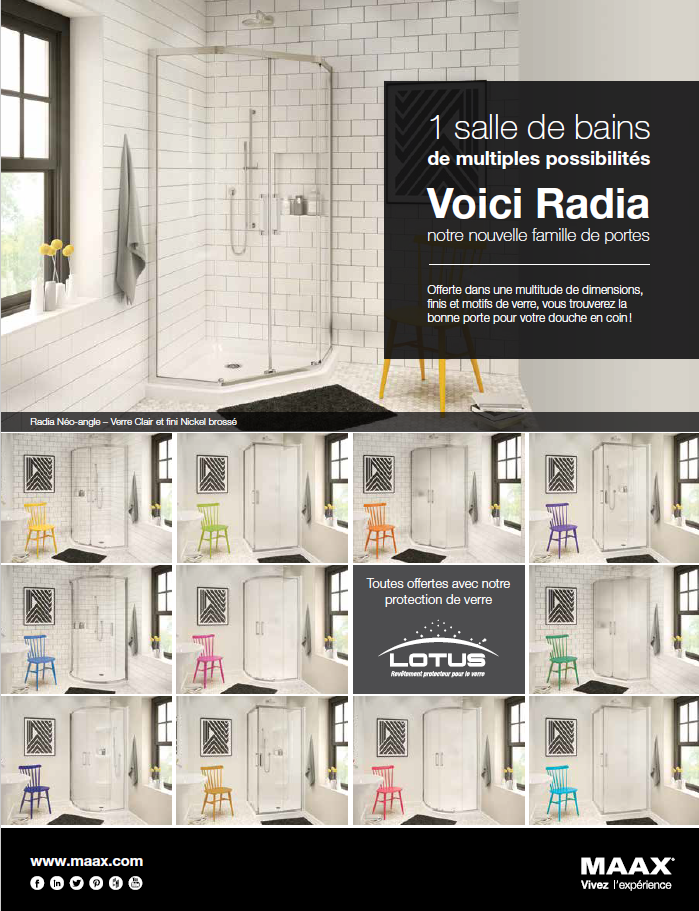 1 salle de bains
de multiples possibilités
Voici Radia
notre nouvelle famille de portes
Offerte dans une multitude de dimensions,
finis et motifs de verre, vous trouverez la
bonne porte pour votre douche en coin !
Radia Néo-angle – Verre Clair et fini Nickel brossé
Toutes offertes avec notre
protection de verre
LOTUS
Revêtement protecteur pour le verre
www.maax.com
MAAX®
Vivez l'expérience